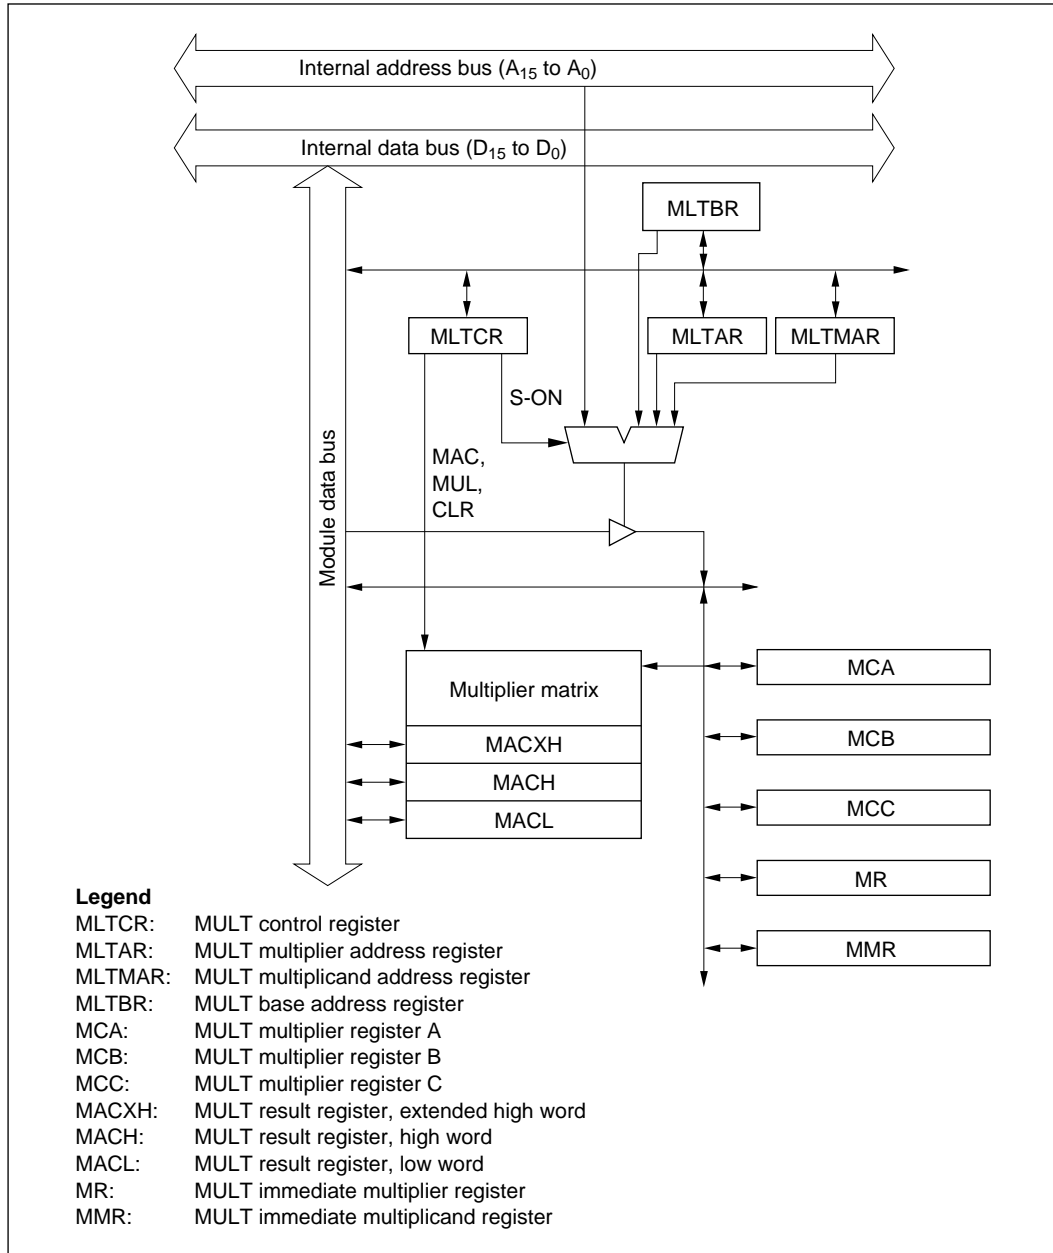 Internal address bus (A15 to A0)
Internal data bus (D15 to D0)
MLTBR
MLTCR
MLTAR
MLTMAR
S-ON
MAC,
MUL,
CLR
Module data bus
Multiplier matrix
MACXH
MACH
MACL
MCA
MCB
MCC
MR
MMR
Legend
MLTCR: MULT control register
MLTAR: MULT multiplier address register
MLTMAR: MULT multiplicand address register
MLTBR: MULT base address register
MCA: MULT multiplier register A
MCB: MULT multiplier register B
MCC: MULT multiplier register C
MACXH: MULT result register, extended high word
MACH: MULT result register, high word
MACL: MULT result register, low word
MR: MULT immediate multiplier register
MMR: MULT immediate multiplicand register